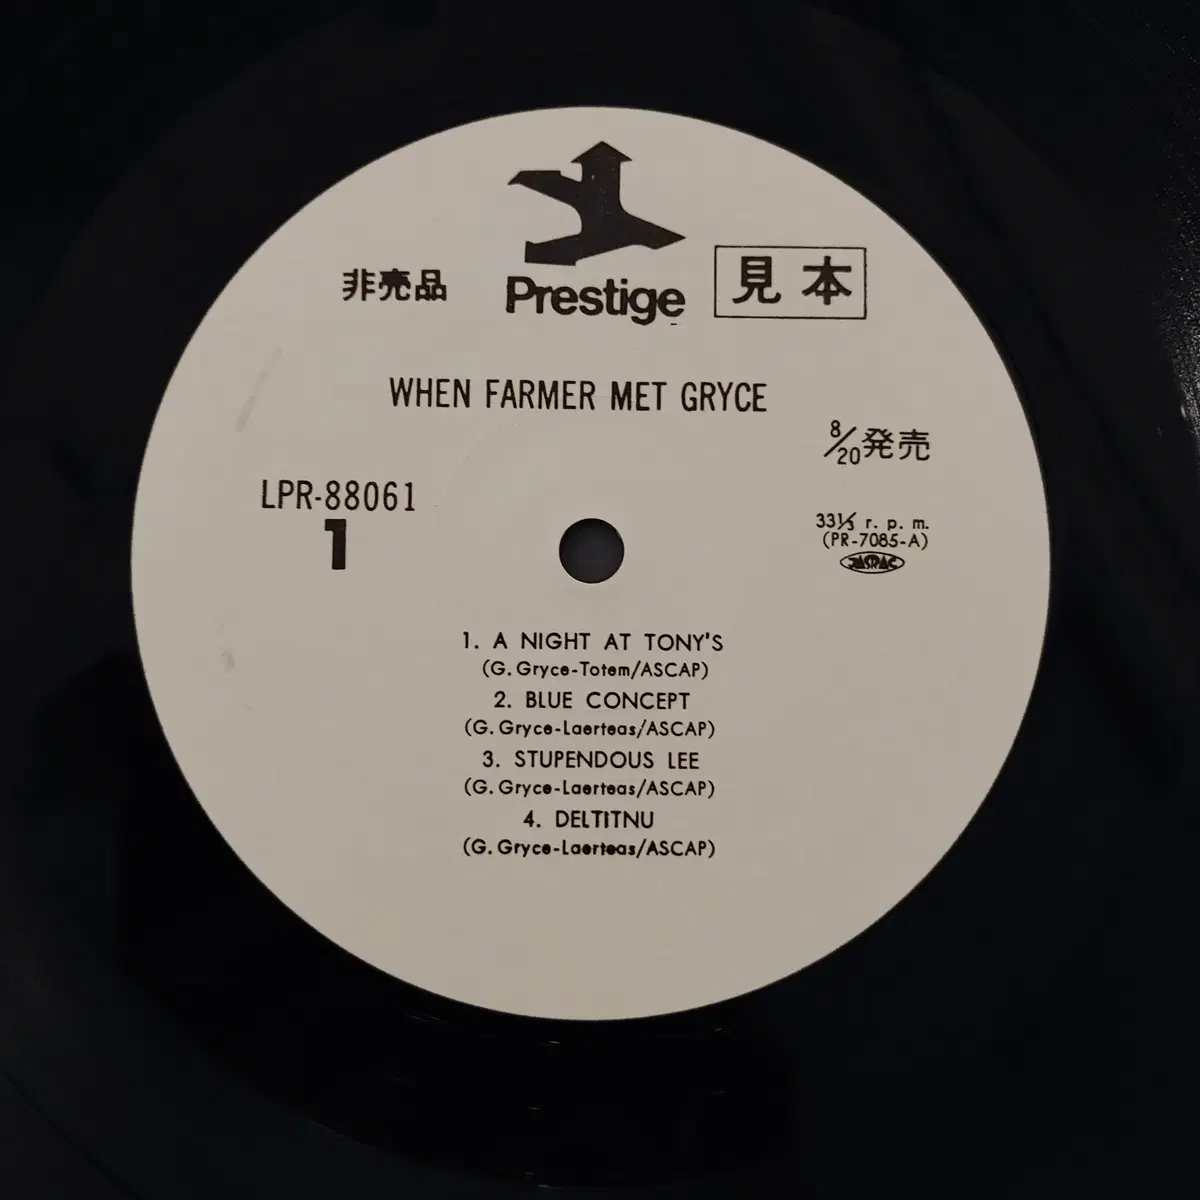 非売品
Prestige
見本
WHEN FARMER MET GRYCE
8/20発売
LPR-88061
1
33⅓ r. p. m.
(PR-7085-A)
JASRAC
1. A NIGHT AT TONY'S
(G. Gryce-Totem/ASCAP)
2. BLUE CONCEPT
(G. Gryce-Laerteas/ASCAP)
3. STUPENDOUS LEE
(G. Gryce-Laerteas/ASCAP)
4. DELTITNU
(G. Gryce-Laerteas/ASCAP)